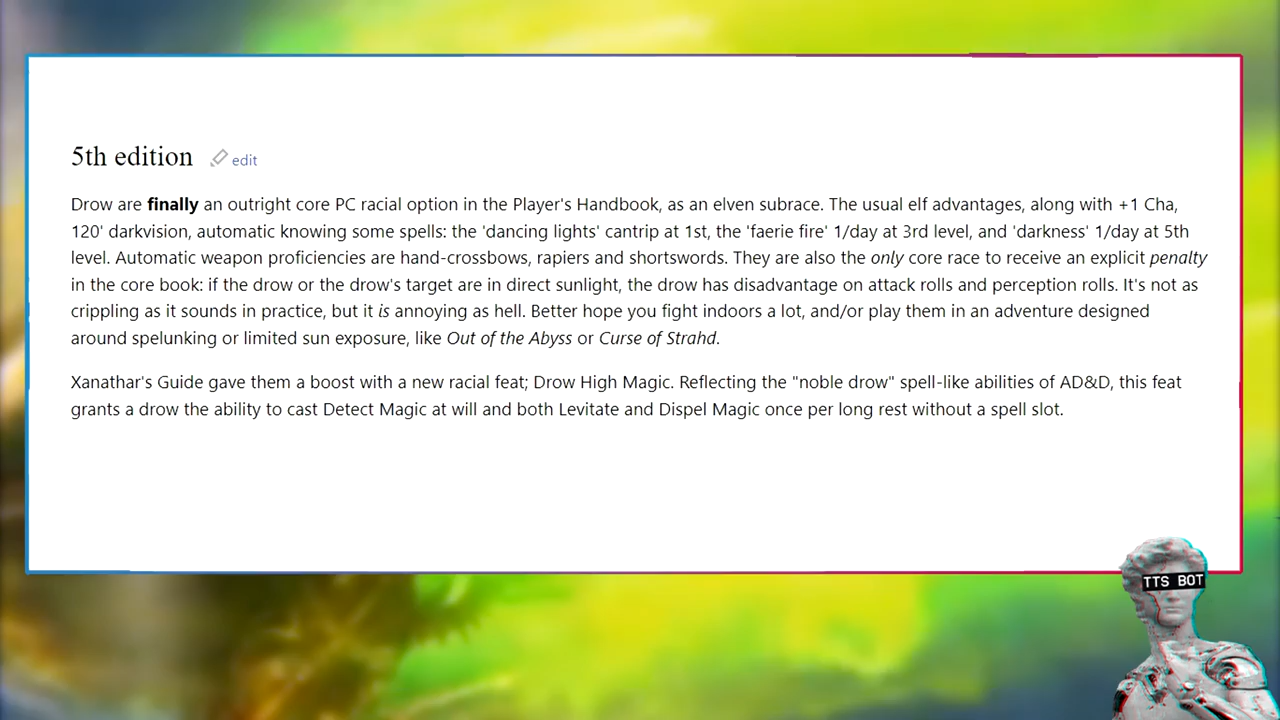 5th edition edit
Drow are finally an outright core PC racial option in the Player's Handbook, as an elven subrace. The usual elf advantages, along with +1 Cha,
120' darkvision, automatic knowing some spells: the 'dancing lights' cantrip at 1st, the 'faerie fire' 1/day at 3rd level, and 'darkness' 1/day at 5th
level. Automatic weapon proficiencies are hand-crossbows, rapiers and shortswords. They are also the only core race to receive an explicit penalty
in the core book: if the drow or the drow's target are in direct sunlight, the drow has disadvantage on attack rolls and perception rolls. It's not as
crippling as it sounds in practice, but it is annoying as hell. Better hope you fight indoors a lot, and/or play them in an adventure designed
around spelunking or limited sun exposure, like Out of the Abyss or Curse of Strahd.
Xanathar's Guide gave them a boost with a new racial feat; Drow High Magic. Reflecting the "noble drow" spell-like abilities of AD&D, this feat
grants a drow the ability to cast Detect Magic at will and both Levitate and Dispel Magic once per long rest without a spell slot.
TTS BOT